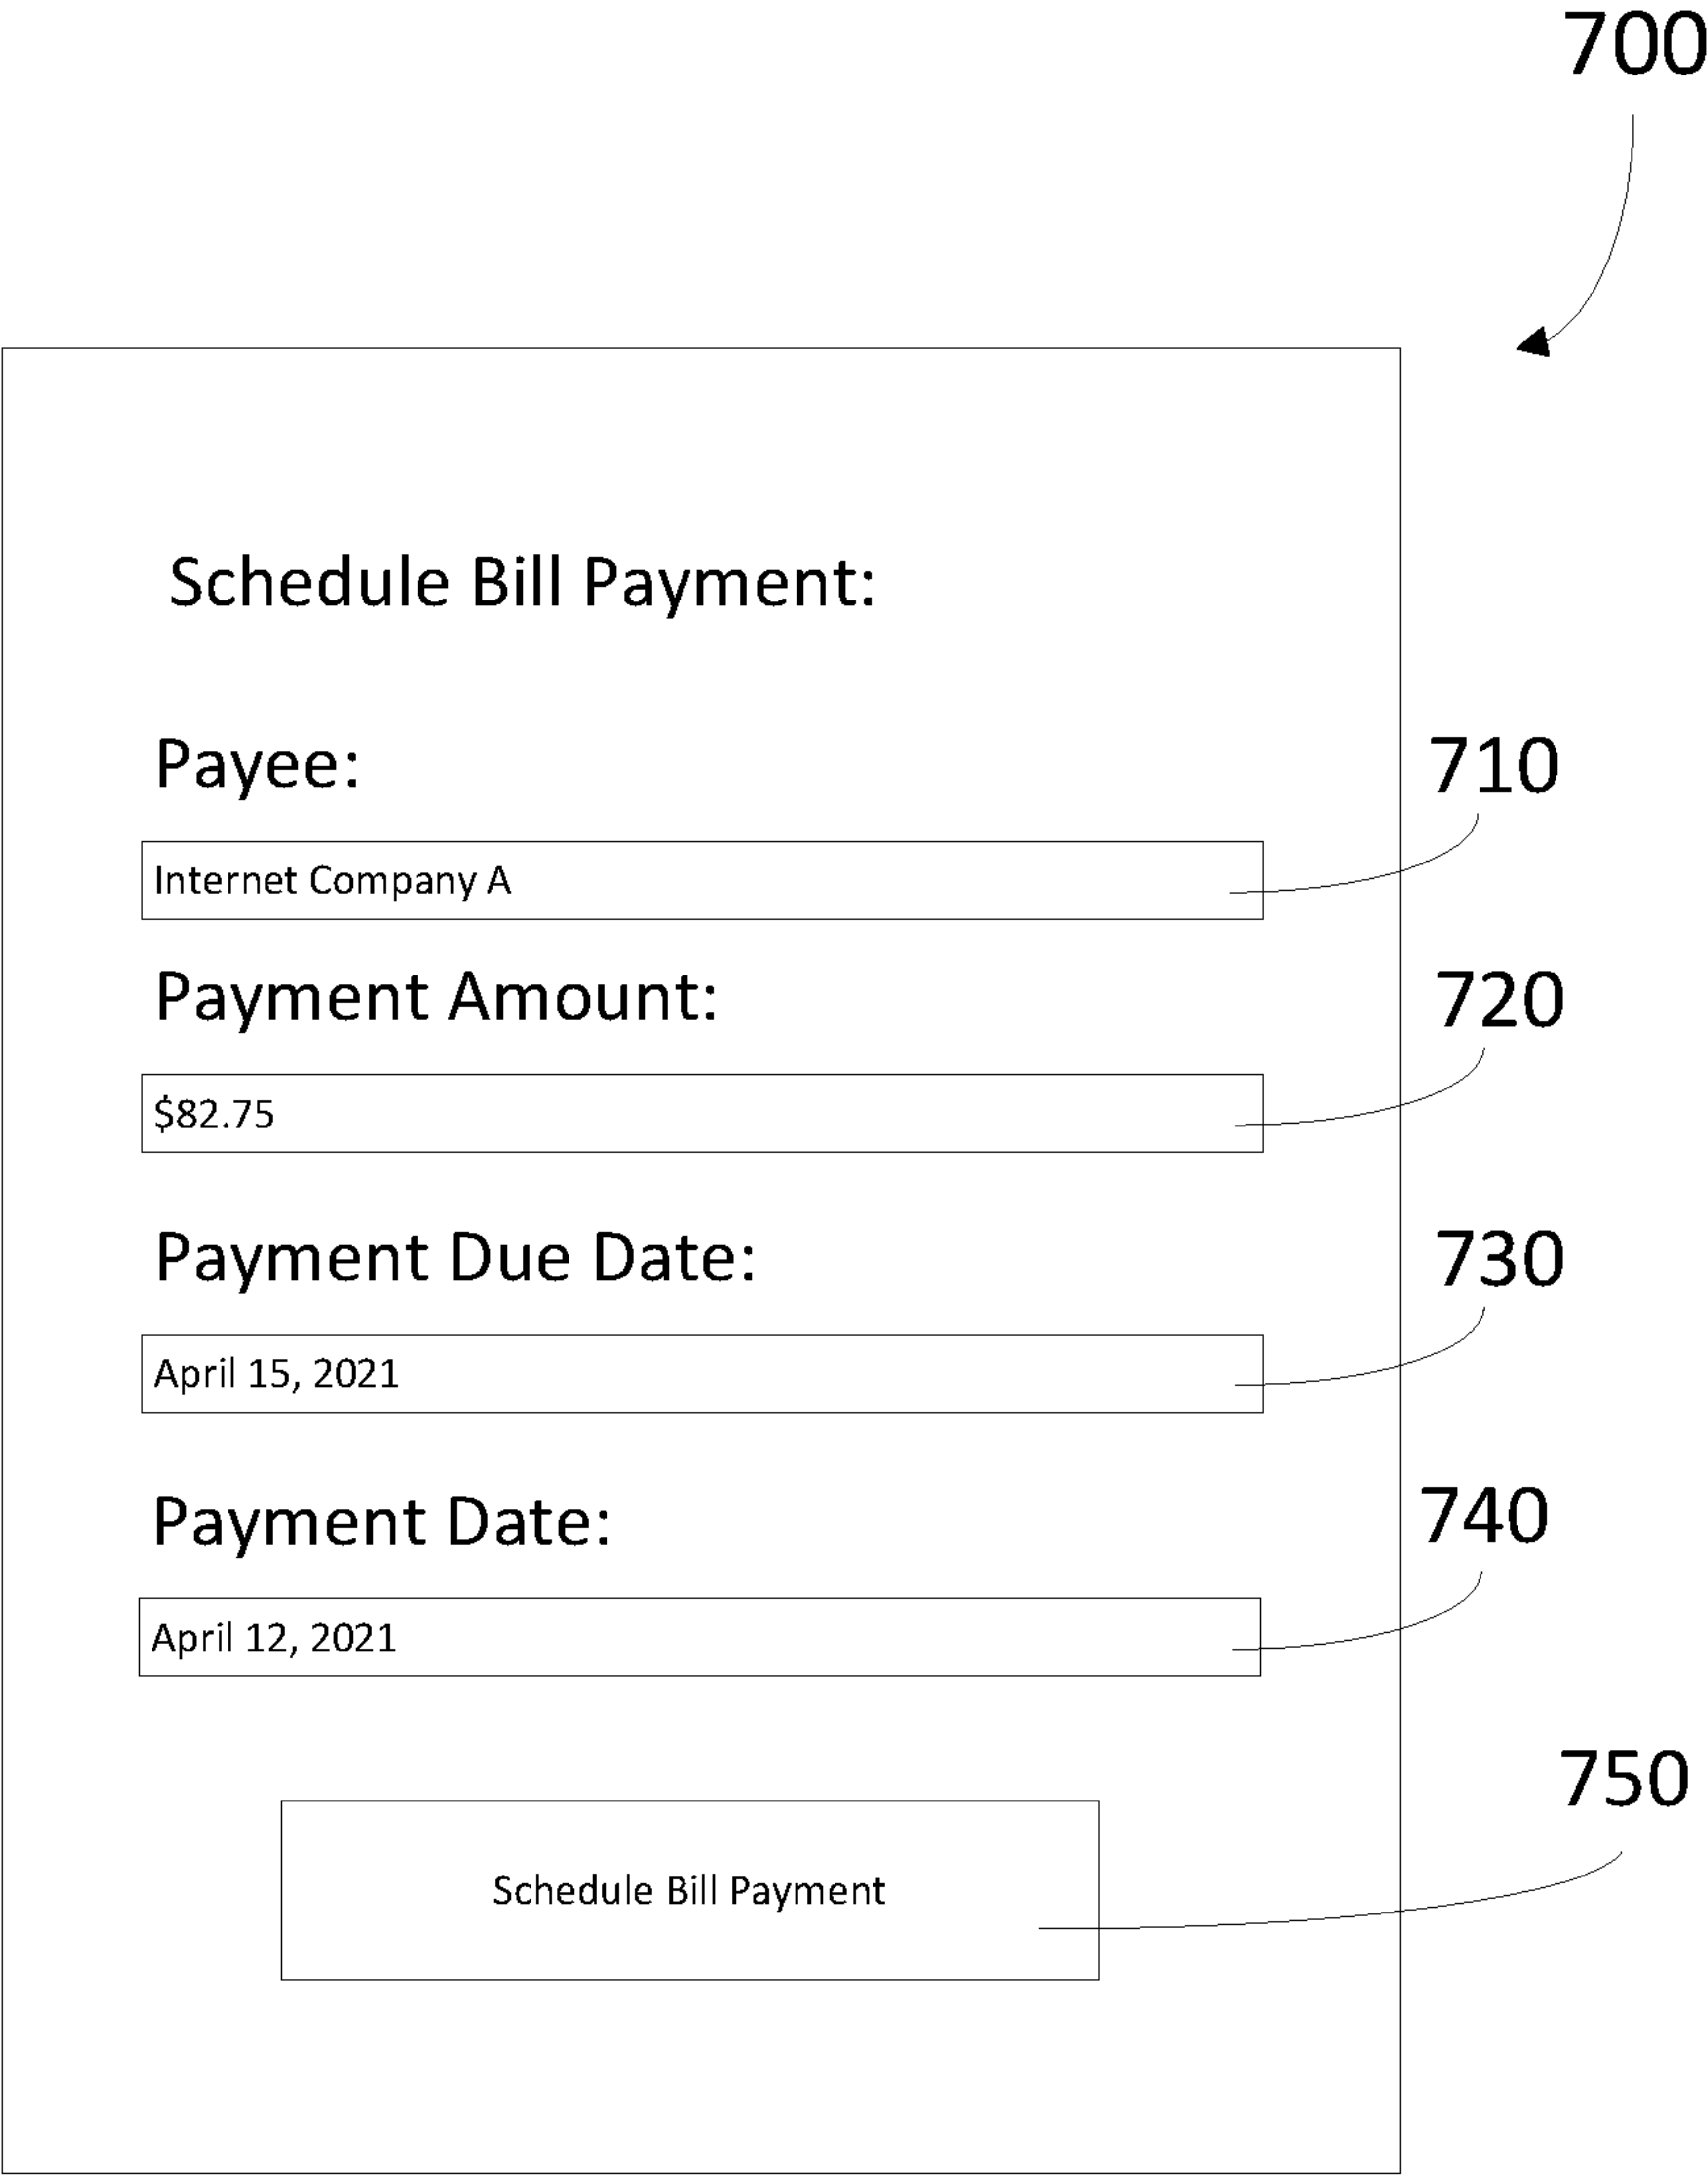 700
Schedule Bill Payment:
Payee:
710
Internet Company A
Payment Amount:
720
$82.75
Payment Due Date:
730
April 15, 2021
Payment Date:
740
April 12, 2021
750
Schedule Bill Payment